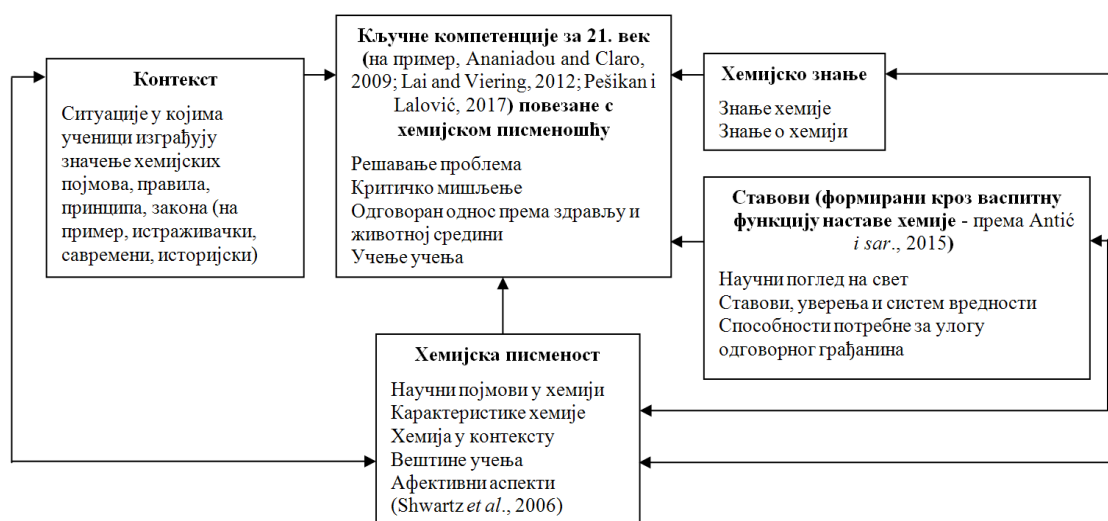 Контекст
Ситуације у којима
ученици изграђују
значење хемијских
појмова, правила,
принципа, закона (на
пример, истраживачки,
савремени, историјски)
Кључне компетенције за 21. век
(на пример, Ananiadou and Claro,
2009; Lai and Viering, 2012; Pešikan i
Lalović, 2017) повезане с
хемијском писменошћу
Решавање проблема
Критичко мишљење
Одговоран однос према здрављу и
животној средини
Учење учења
Хемијско знање
Знање хемије
Знање о хемији
Ставови (формирани кроз васпитну
функцију наставе хемије - према Antić
i sar., 2015)
Научни поглед на свет
Ставови, уверења и систем вредности
Способности потребне за улогу
одговорног грађанина
Хемијска писменост
Научни појмови у хемији
Карактеристике хемије
Хемија у контексту
Вештине учења
Афективни аспекти
(Shwartz et al., 2006)